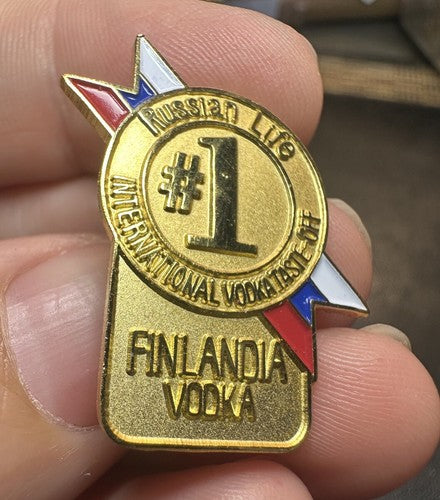 Russian Life
#1
INTERNATIONAL VODKA TASTE-OFF
FINLANDIA
VODKA